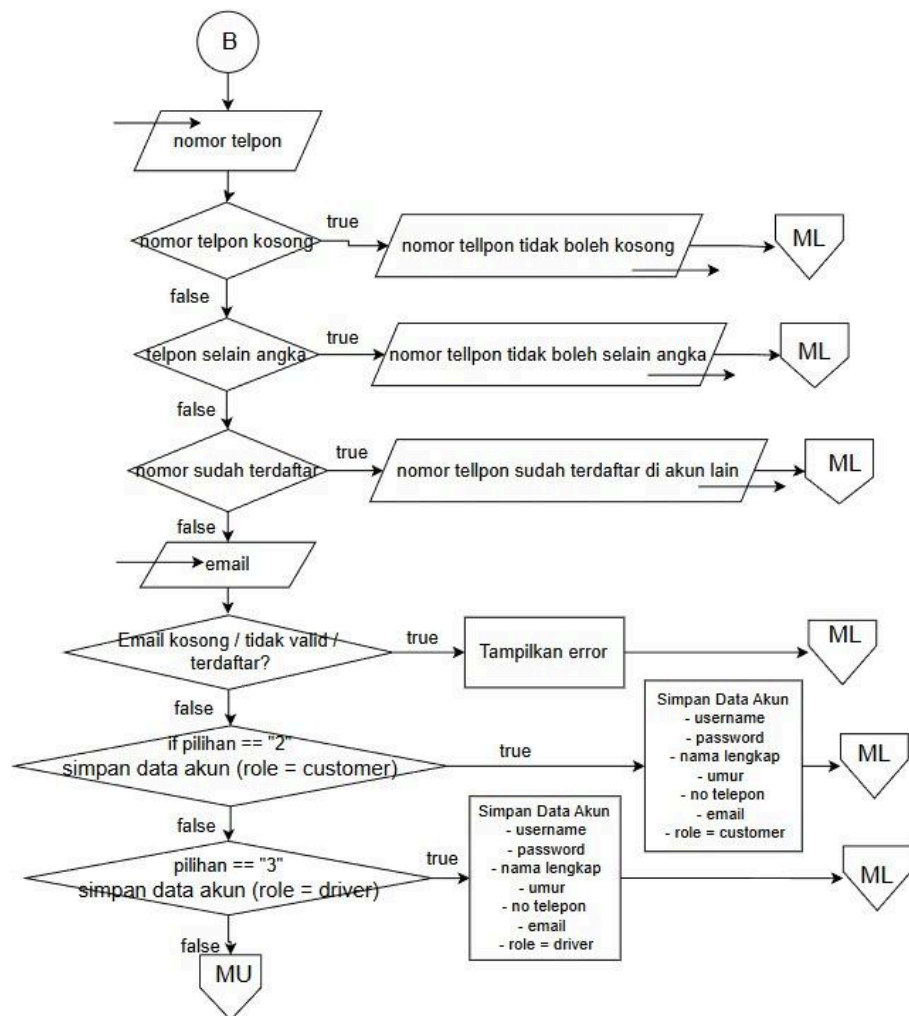 B
nomor telpon
nomor telpon kosong
true
nomor tellpon tidak boleh kosong
ML
false
telpon selain angka
true
nomor tellpon tidak boleh selain angka
ML
false
nomor sudah terdaftar
true
nomor tellpon sudah terdaftar di akun lain
ML
false
email
Email kosong / tidak valid /
terdaftar?
true
Tampilkan error
ML
false
if pilihan == "2"
simpan data akun (role = customer)
true
Simpan Data Akun
- username
- password
- nama lengkap
- umur
- no telepon
- email
- role = customer
ML
false
pilihan == "3"
simpan data akun (role = driver)
true
Simpan Data Akun
- username
- password
- nama lengkap
- umur
- no telepon
- email
- role = driver
ML
false
MU